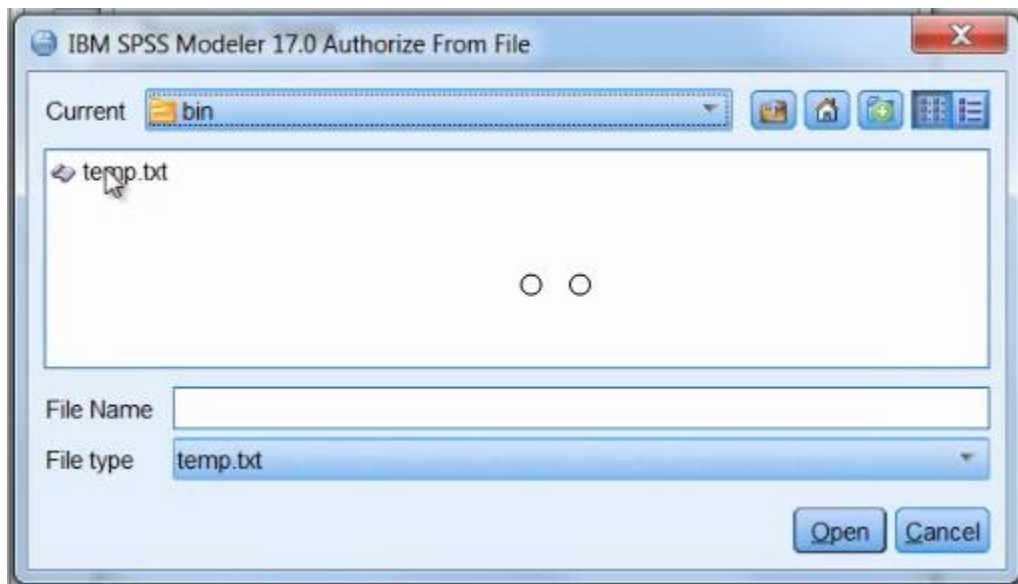 IBM SPSS Modeler 17.0 Authorize From File
Current bin
temp.txt
File Name
File type temp.txt
Open Cancel